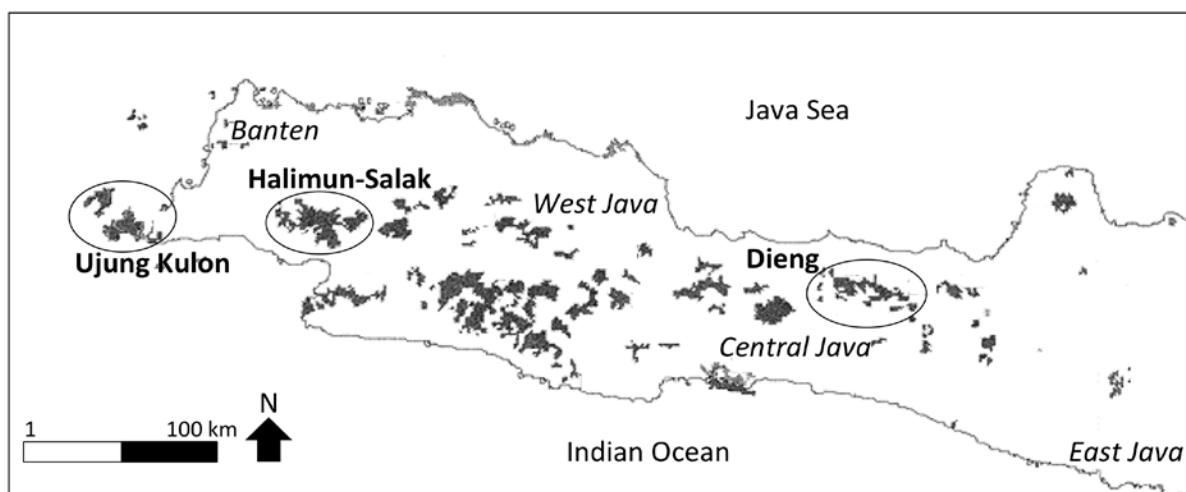 Java Sea
Banten
Halimun-Salak
West Java
Ujung Kulon
Dieng
Central Java
N
1 100 km
Indian Ocean
East Java